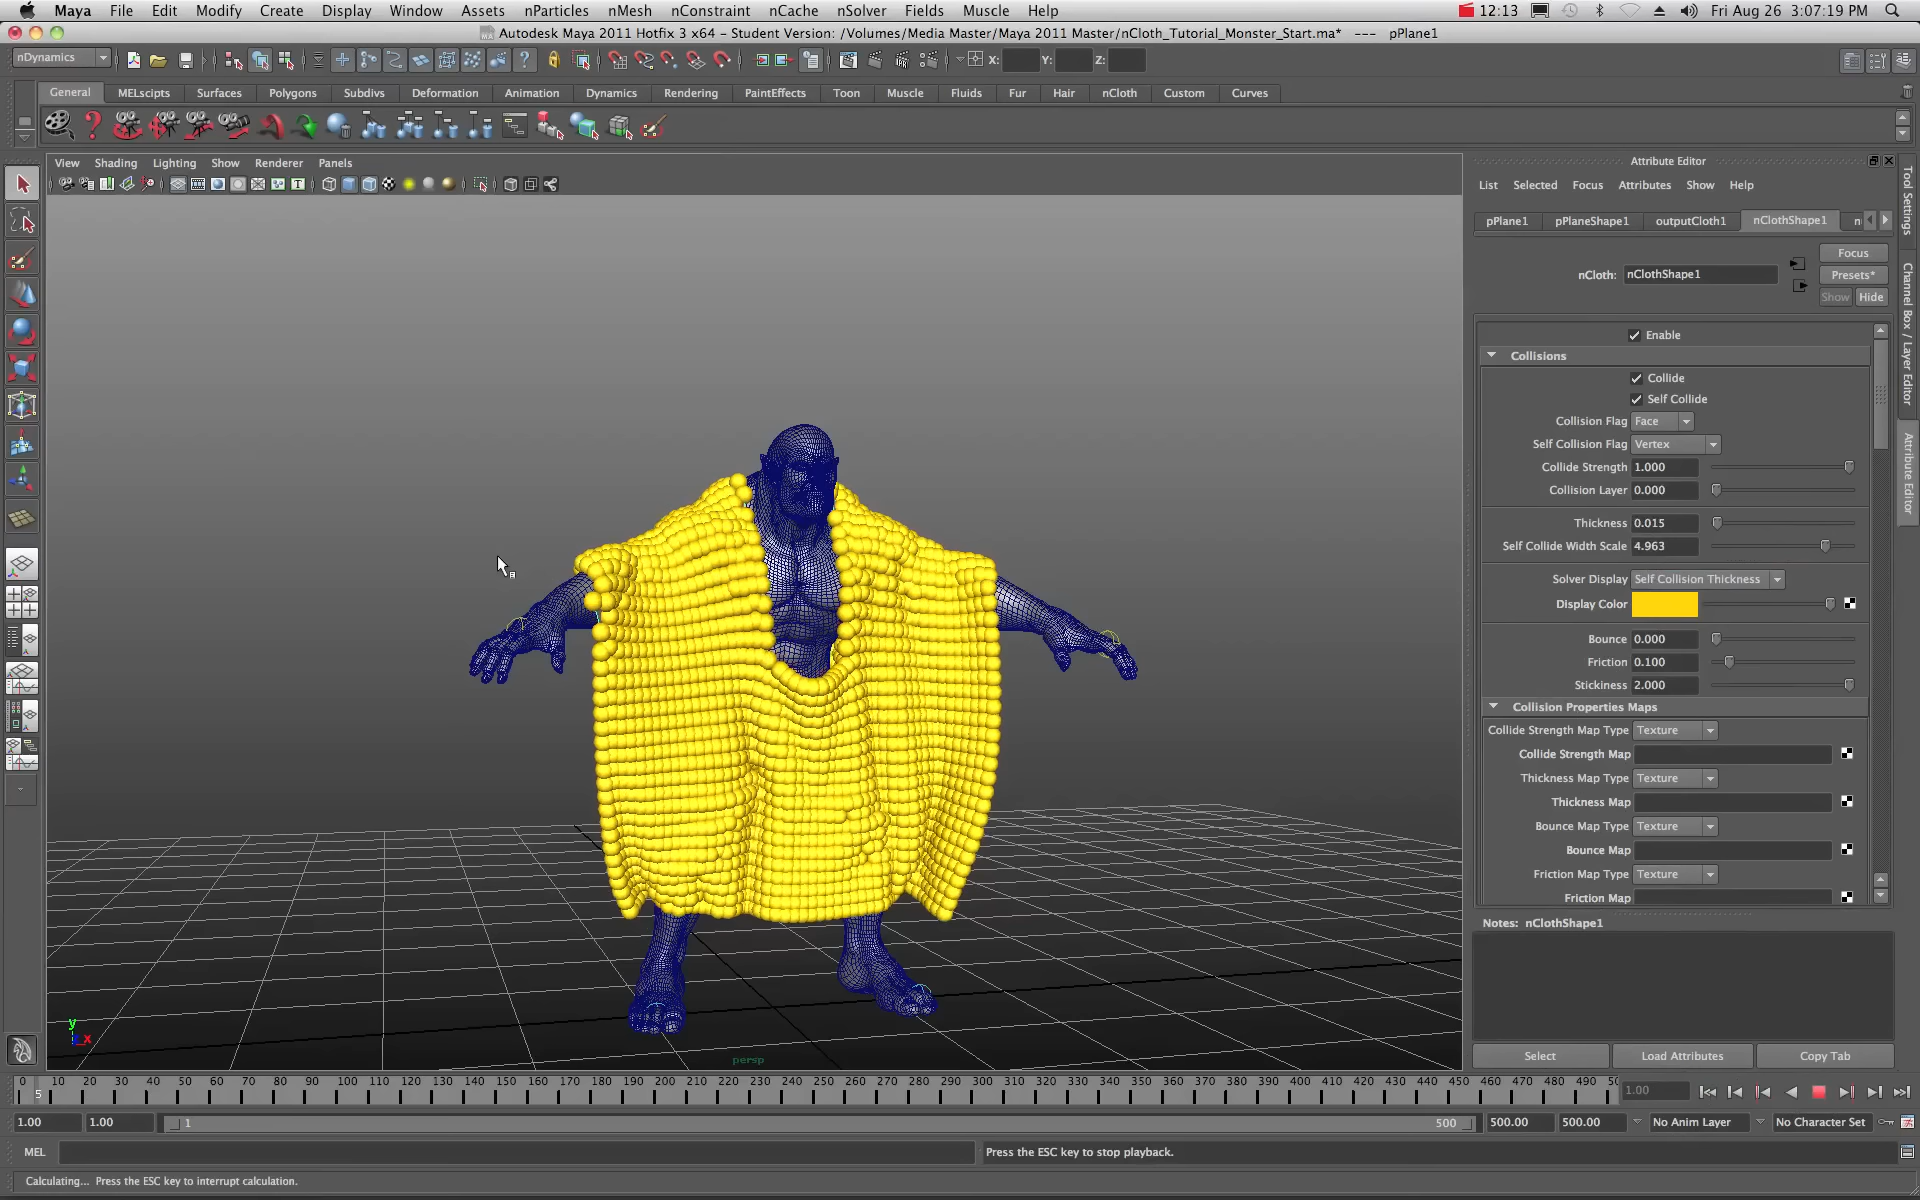 Maya File Edit Modify Create Display Window Assets nParticles nMesh nConstraint nCache nSolver Fields Muscle Help 12:13 Fri Aug 26 3:07:19 PM
Autodesk Maya 2011 Hotfix 3 x64 - Student Version: /Volumes/Media Master/Maya 2011 Master/nCloth_Tutorial_Monster_Start.ma* --- pPlane1
nDynamics X: Y: Z:
General MELscipts Surfaces Polygons Subdivs Deformation Animation Dynamics Rendering PaintEffects Toon Muscle Fluids Fur Hair nCloth Custom Curves
View Shading Lighting Show Renderer Panels
Attribute Editor
List Selected Focus Attributes Show Help
pPlane1 pPlaneShape1 outputCloth1 nClothShape1 n
Focus
nCloth: nClothShape1 Presets*
Show Hide
Enable
Collisions
Collide
Self Collide
Collision Flag Face
Self Collision Flag Vertex
Collide Strength 1.000
Collision Layer 0.000
Thickness 0.015
Self Collide Width Scale 4.963
Solver Display Self Collision Thickness
Display Color
Bounce 0.000
Friction 0.100
Stickiness 2.000
Collision Properties Maps
Collide Strength Map Type Texture
Collide Strength Map
Thickness Map Type Texture
Thickness Map
Bounce Map Type Texture
Bounce Map
Friction Map Type Texture
Friction Map
Notes: nClothShape1
Select Load Attributes Copy Tab
Tool Settings
Channel Box / Layer Editor
Attribute Editor
y
x
persp
0 10 20 30 40 50 60 70 80 90 100 110 120 130 140 150 160 170 180 190 200 210 220 230 240 250 260 270 280 290 300 310 320 330 340 350 360 370 380 390 400 410 420 430 440 450 460 470 480 490 50
5
1.00
1.00 1.00 1 500 500.00 500.00 No Anim Layer No Character Set
MEL Press the ESC key to stop playback.
Calculating... Press the ESC key to interrupt calculation.